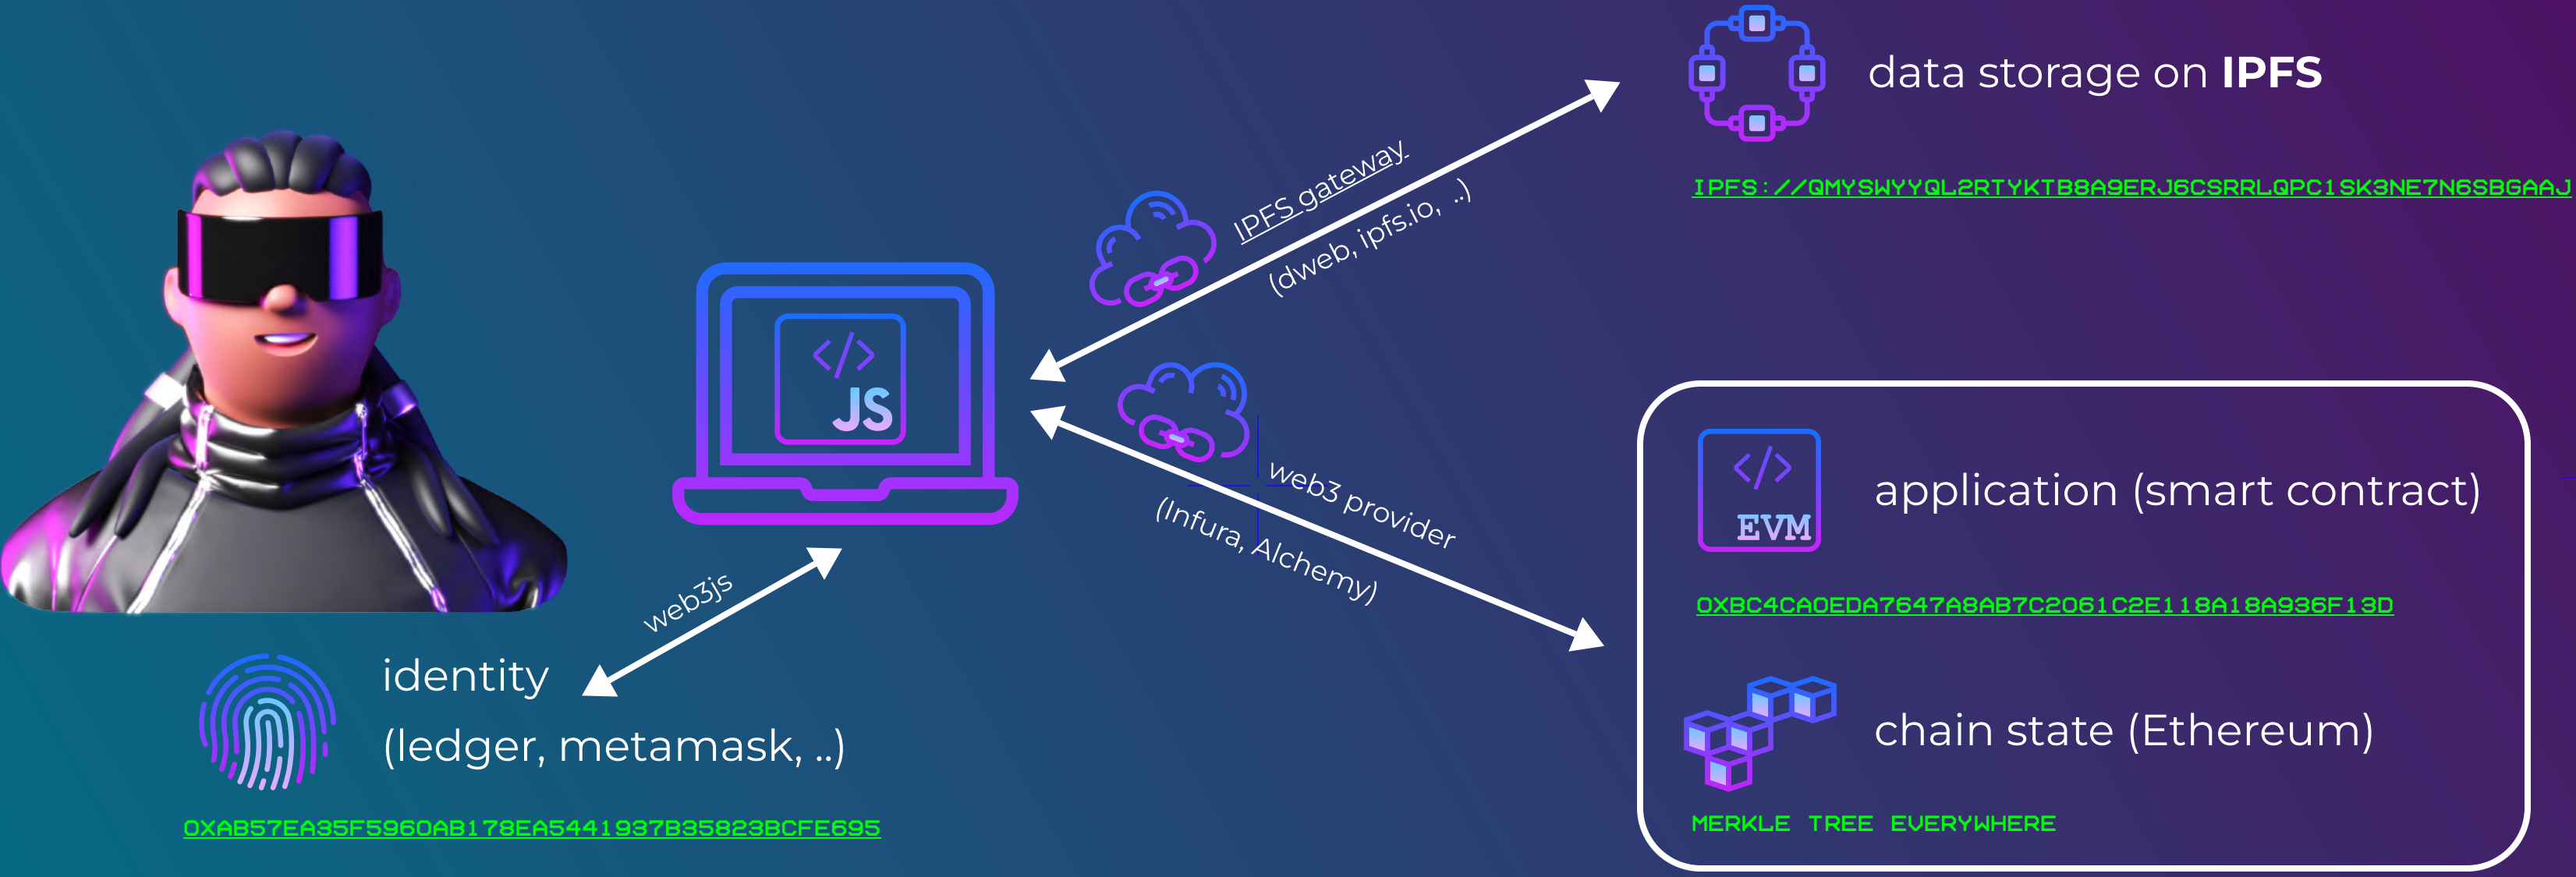 data storage on IPFS
IPFS://QMYSWYYQL2RTYKTB8A9ERJ6CSRRLQPC1SK3NE7N6SBGAAJ
IPFS gateway
(dweb, ipfs.io, ..)
</>
JS
web3 provider
(Infura, Alchemy)
</>
EVM
application (smart contract)
0XBC4CA0EDA7647A8AB7C2061C2E118A18A936F13D
chain state (Ethereum)
MERKLE TREE EVERYWHERE
web3js
identity
(ledger, metamask, ..)
0XAB57EA35F5960AB178EA5441937B35823BCFE695